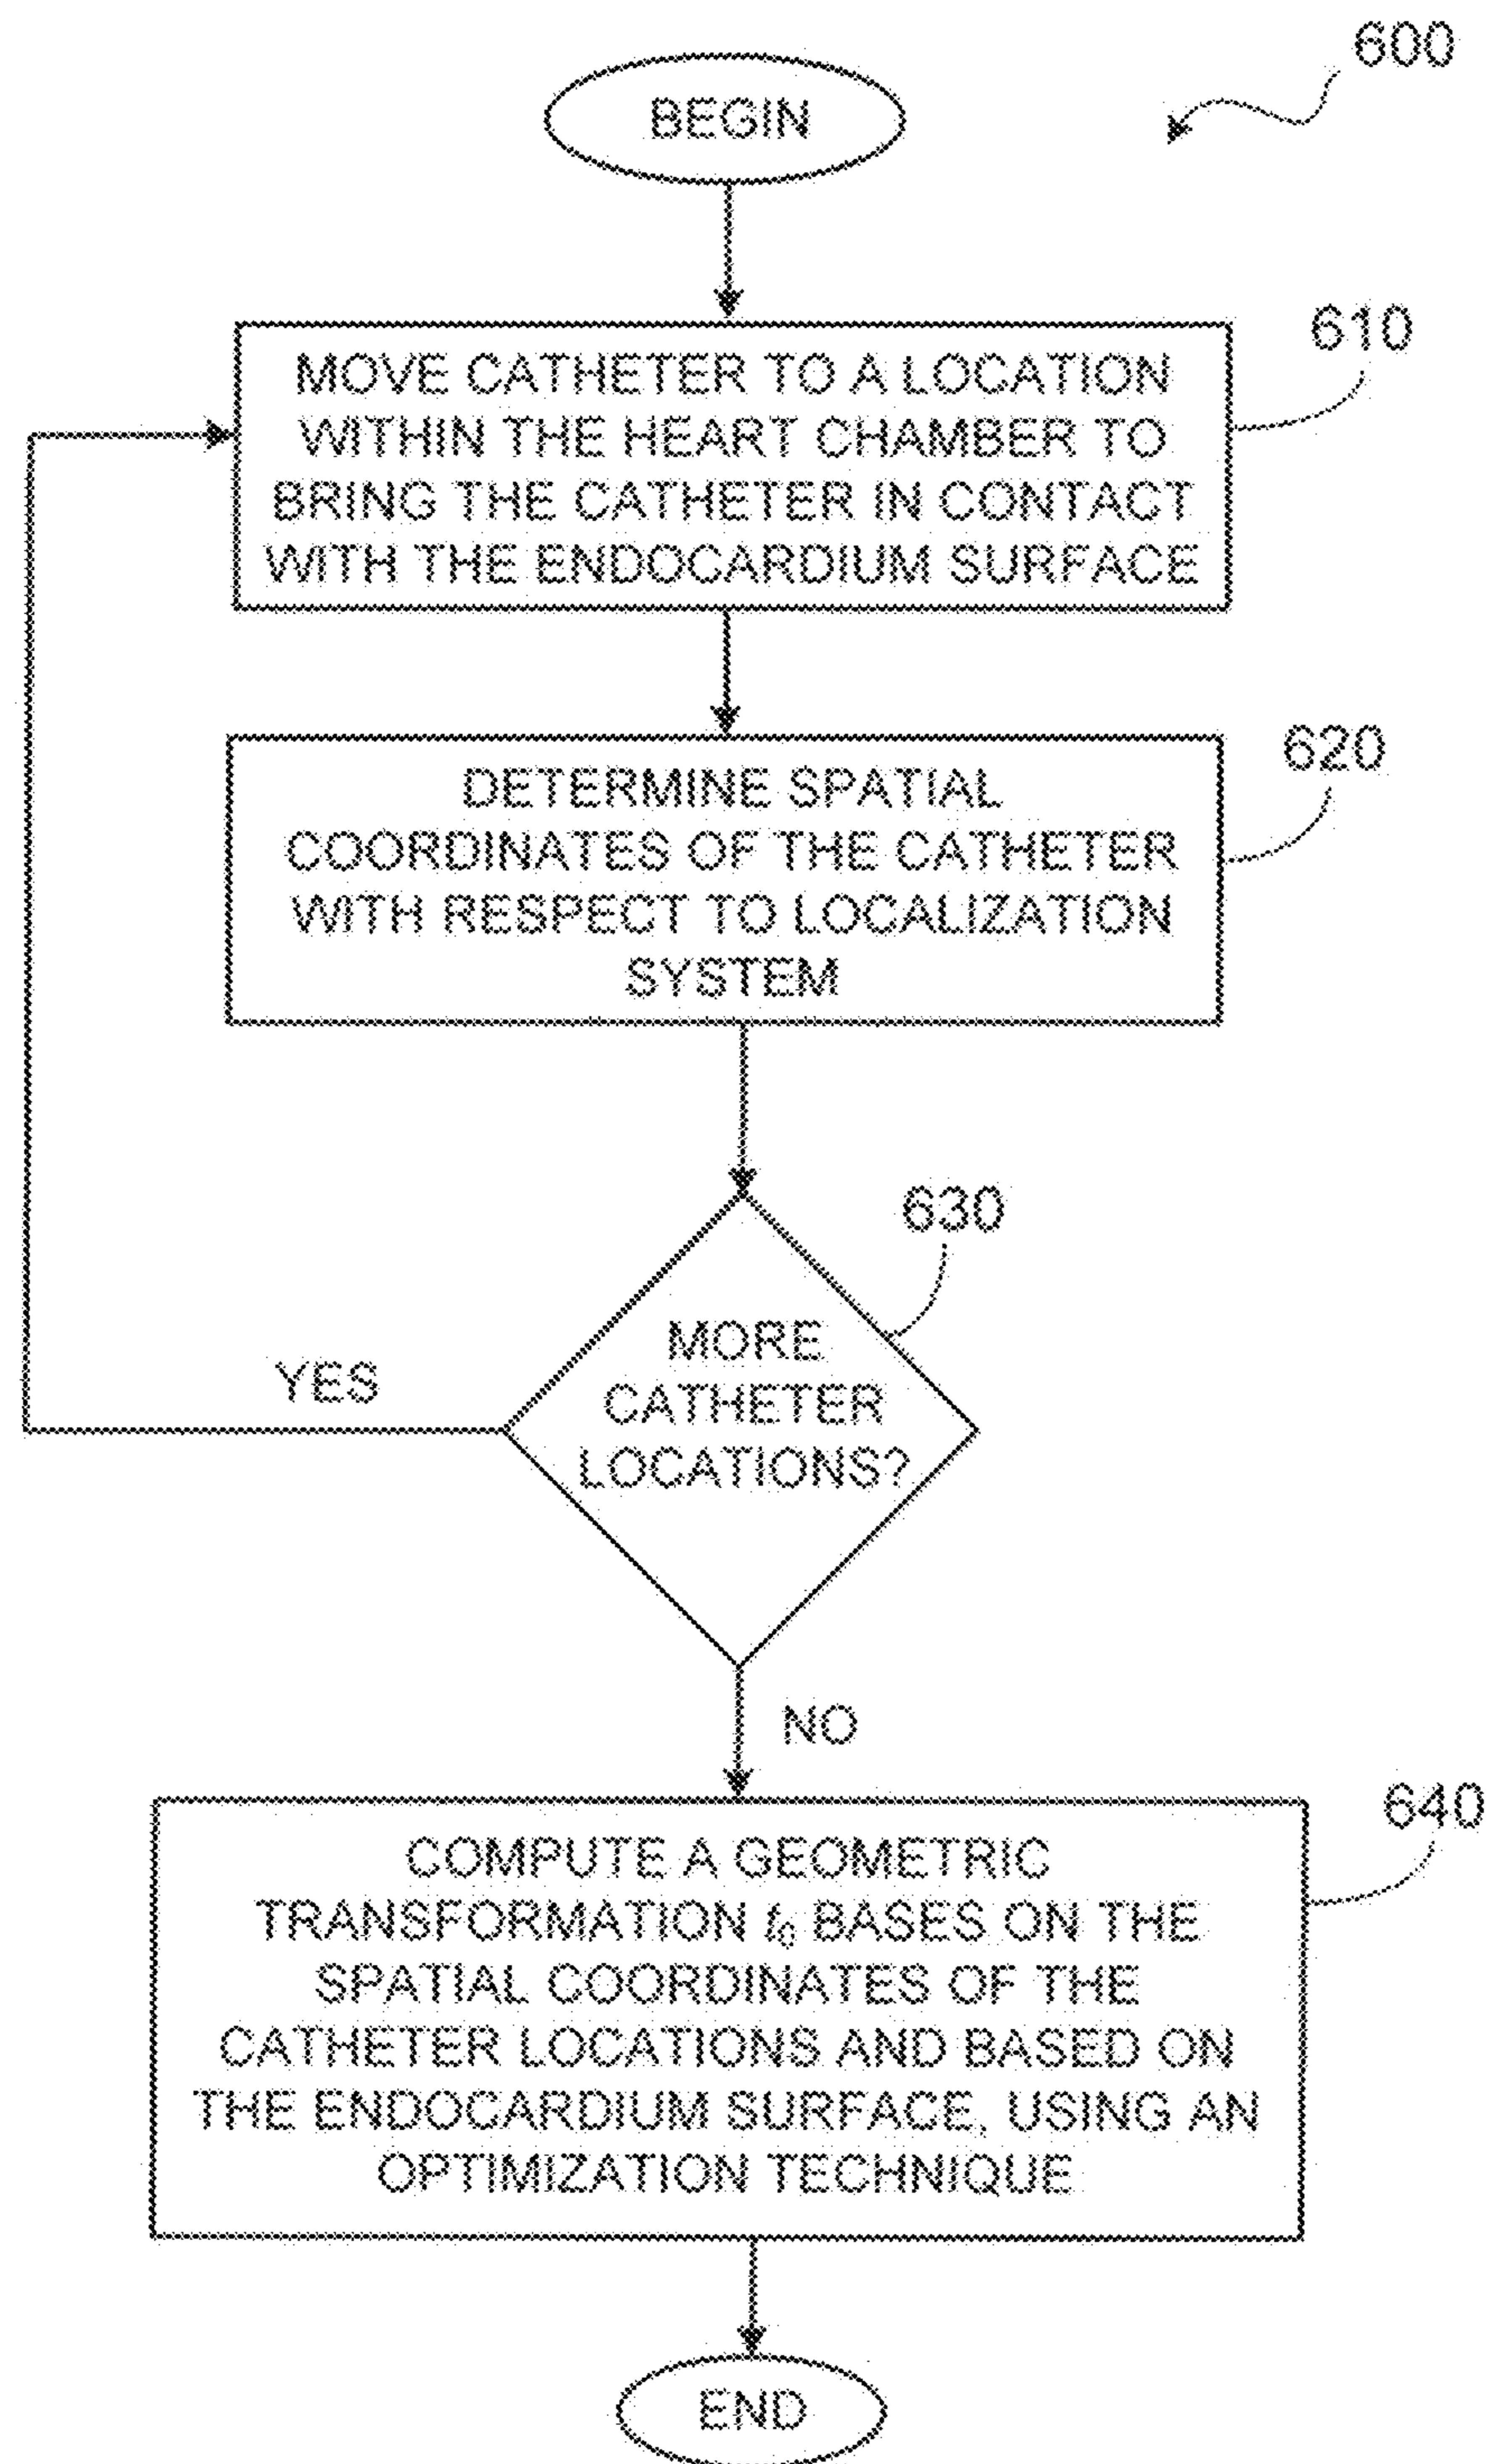 600
BEGIN
610
MOVE CATHETER TO A LOCATION
WITHIN THE HEART CHAMBER TO
BRING THE CATHETER IN CONTACT
WITH THE ENDOCARDIUM SURFACE
620
DETERMINE SPATIAL
COORDINATES OF THE CATHETER
WITH RESPECT TO LOCALIZATION
SYSTEM
630
MORE
CATHETER
LOCATIONS?
YES
NO
640
COMPUTE A GEOMETRIC
TRANSFORMATION t₀ BASES ON THE
SPATIAL COORDINATES OF THE
CATHETER LOCATIONS AND BASED ON
THE ENDOCARDIUM SURFACE, USING AN
OPTIMIZATION TECHNIQUE
END